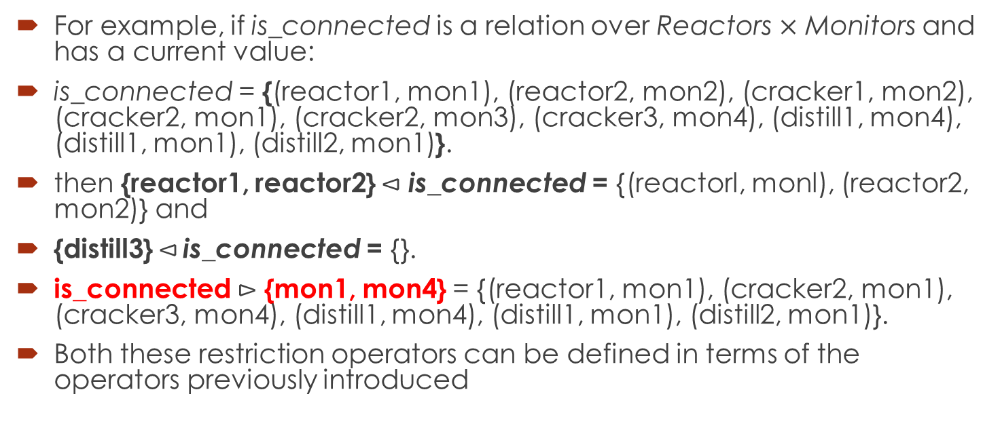 For example, if is_connected is a relation over Reactors × Monitors and
has a current value:
is_connected = {(reactor1, mon1), (reactor2, mon2), (cracker1, mon2),
(cracker2, mon1), (cracker2, mon3), (cracker3, mon4), (distill1, mon4),
(distill1, mon1), (distill2, mon1)}.
then {reactor1, reactor2} ⊲ is_connected = {(reactorl, monl), (reactor2,
mon2)} and
{distill3} ⊲ is_connected = {}.
is_connected ⊳ {mon1, mon4} = {(reactor1, mon1), (cracker2, mon1),
(cracker3, mon4), (distill1, mon4), (distill1, mon1), (distill2, mon1)}.
Both these restriction operators can be defined in terms of the
operators previously introduced